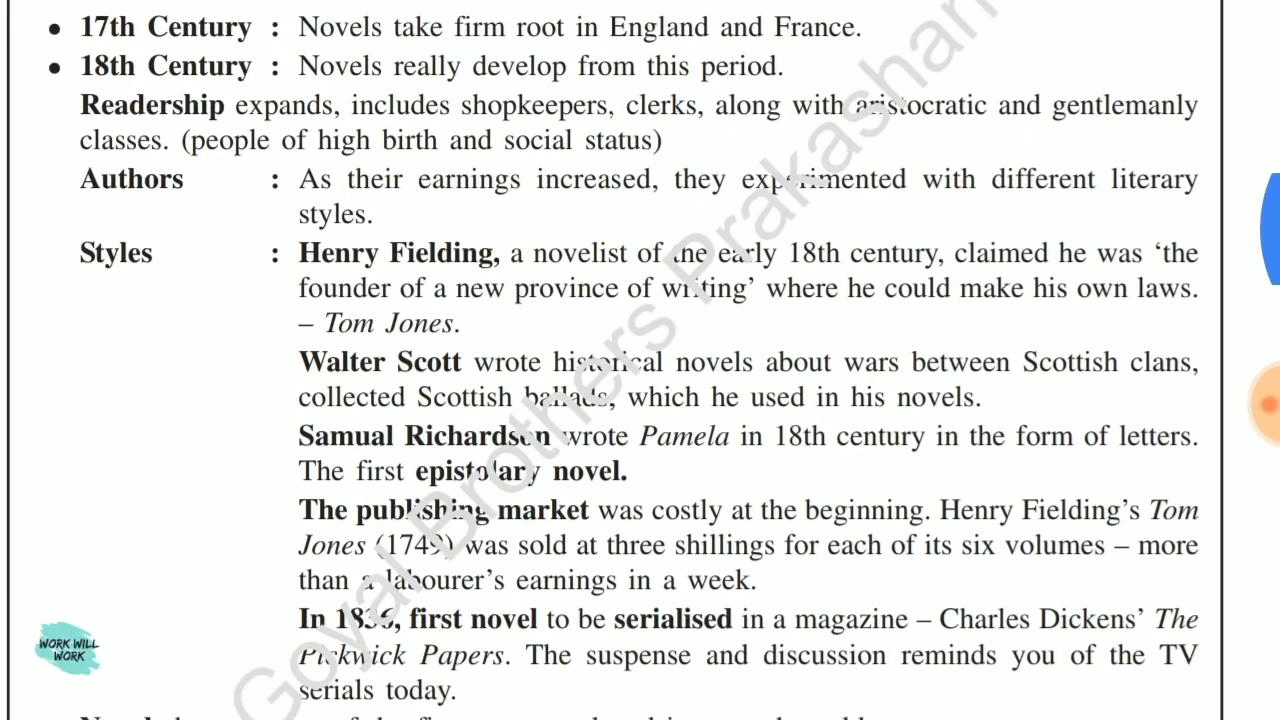 • 17th Century : Novels take firm root in England and France.
• 18th Century : Novels really develop from this period.
Readership expands, includes shopkeepers, clerks, along with aristocratic and gentlemanly
classes. (people of high birth and social status)
Authors : As their earnings increased, they experimented with different literary
styles.
Styles : Henry Fielding, a novelist of the early 18th century, claimed he was ‘the
founder of a new province of writing’ where he could make his own laws.
– Tom Jones.
Walter Scott wrote historical novels about wars between Scottish clans,
collected Scottish ballads, which he used in his novels.
Samual Richardson wrote Pamela in 18th century in the form of letters.
The first epistolary novel.
The publishing market was costly at the beginning. Henry Fielding’s Tom
Jones (1749) was sold at three shillings for each of its six volumes – more
than a labourer’s earnings in a week.
In 1836, first novel to be serialised in a magazine – Charles Dickens’ The
Pickwick Papers. The suspense and discussion reminds you of the TV
serials today.
WORK WILL
WORK
Goyal Brothers Prakashan